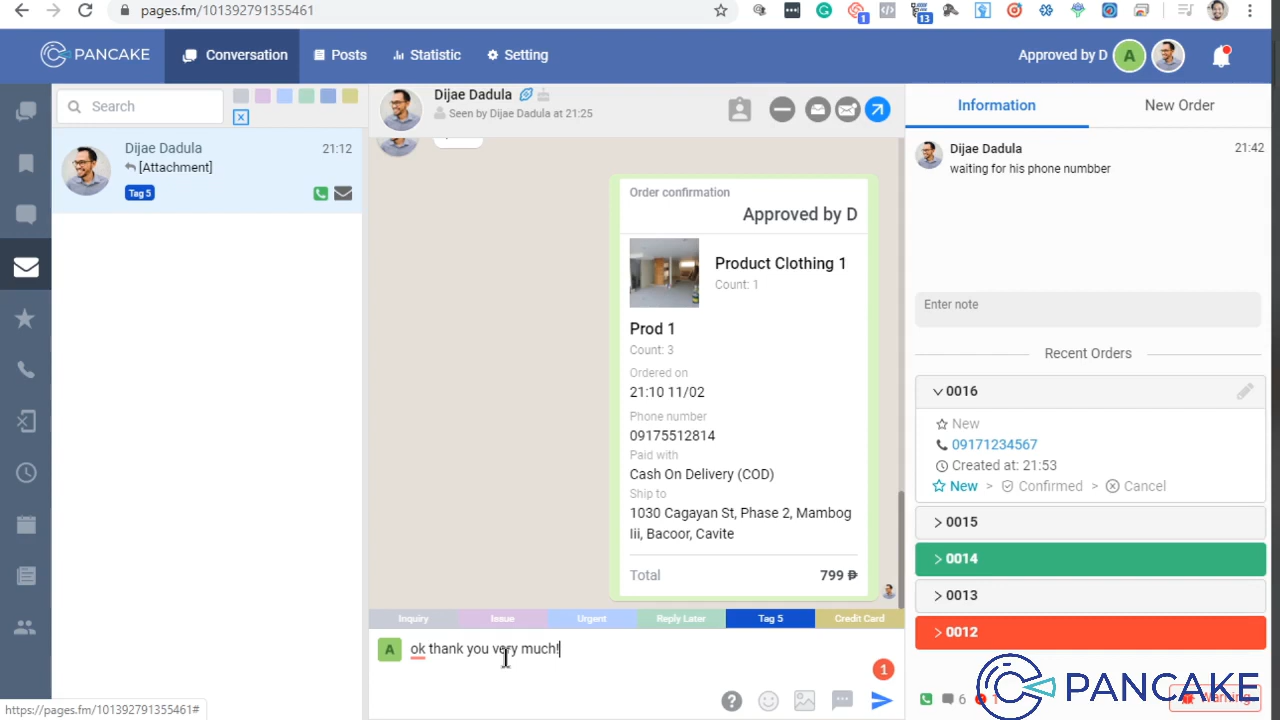 pages.fm/101392791355461
1
13
PANCAKE
Conversation
Posts
Statistic
Setting
Approved by D
A
Search
x
Dijae Dadula
21:12
[Attachment]
Tag 5
Dijae Dadula
Seen by Dijae Dadula at 21:25
Order confirmation
Approved by D
Product Clothing 1
Count: 1
Prod 1
Count: 3
Ordered on
21:10 11/02
Phone number
09175512814
Paid with
Cash On Delivery (COD)
Ship to
1030 Cagayan St, Phase 2, Mambog
Iii, Bacoor, Cavite
Total 799 ₱
Inquiry
Issue
Urgent
Reply Later
Tag 5
Credit Card
A
ok thank you very much!
1
Information
New Order
Dijae Dadula
21:42
waiting for his phone numbber
Enter note
Recent Orders
0016
New
09171234567
Created at: 21:53
New > Confirmed > Cancel
> 0015
> 0014
> 0013
> 0012
6
1
Warning
PANCAKE
https://pages.fm/101392791355461#